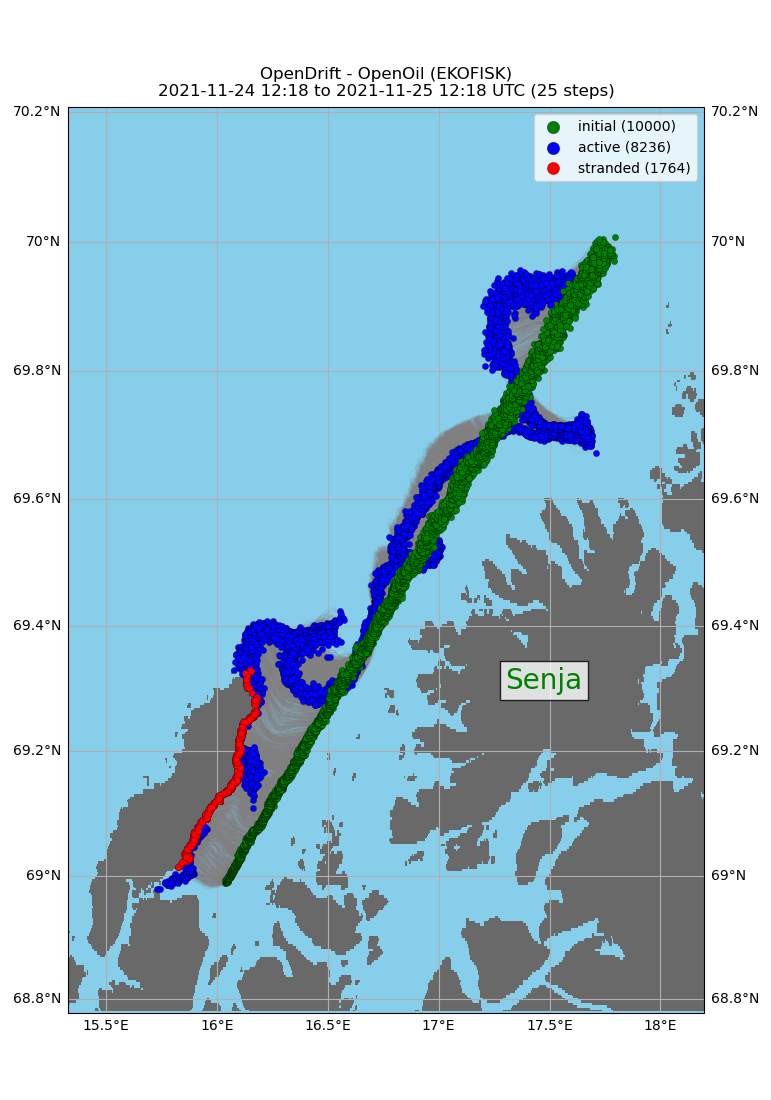 OpenDrift - OpenOil (EKOFISK)
2021-11-24 12:18 to 2021-11-25 12:18 UTC (25 steps)
70.2°N
70.2°N
initial (10000)
active (8236)
stranded (1764)
70°N
70°N
69.8°N
69.8°N
69.6°N
69.6°N
69.4°N
69.4°N
Senja
69.2°N
69.2°N
69°N
69°N
68.8°N
68.8°N
15.5°E 16°E 16.5°E 17°E 17.5°E 18°E